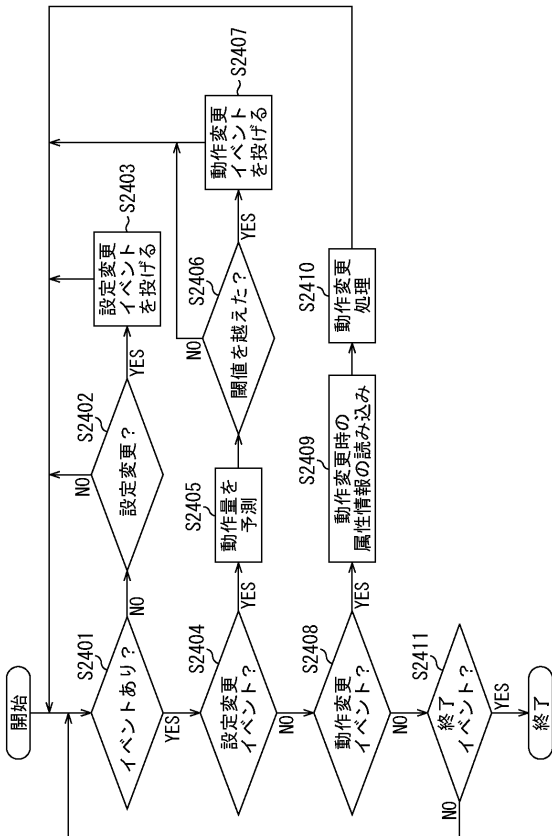 開始
S2401
イベントあり?
NO
YES
S2402
設定変更?
NO
YES
S2403
設定変更
イベント
を投げる
S2404
設定変更
イベント?
YES
NO
S2405
動作量を
予測
S2406
閾値を越えた?
NO
YES
S2407
動作変更
イベント
を投げる
S2408
動作変更
イベント?
YES
NO
S2409
動作変更時の
属性情報の読み込み
S2410
動作変更
処理
S2411
終了
イベント?
NO
YES
終了